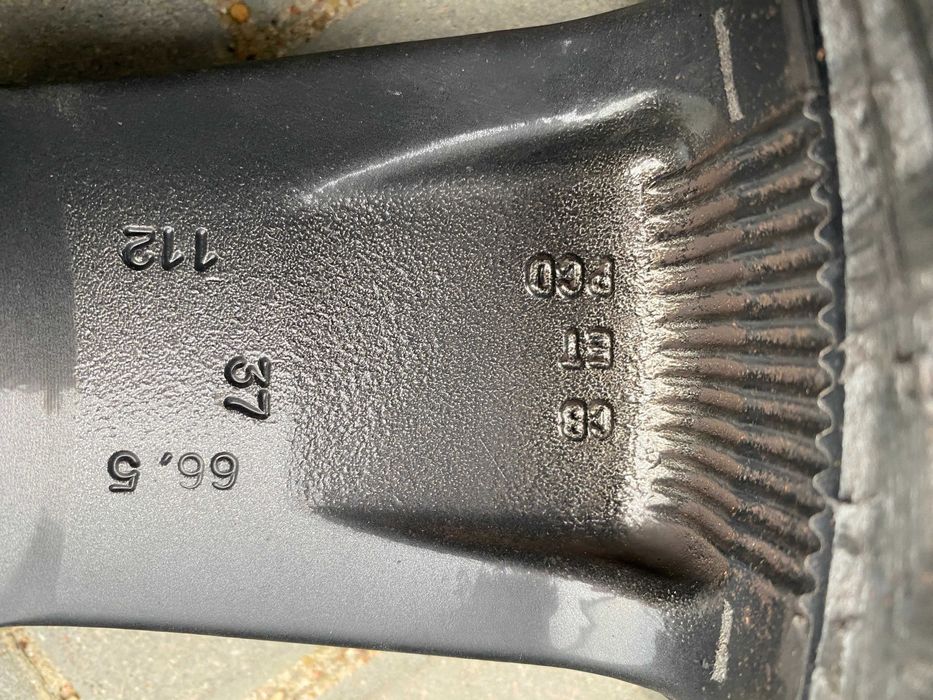 CB 66,5
ET 37
PCD 112